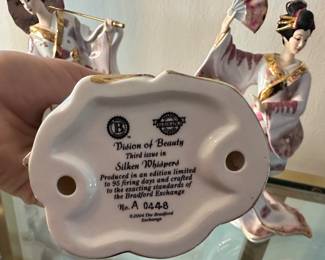 B
Vision of Beauty
Third issue in
Silken Whispers
Produced in an edition limited
to 95 firing days and crafted
to the exacting standards of
the Bradford Exchange
No. A 0448
©2004 The Bradford
Exchange